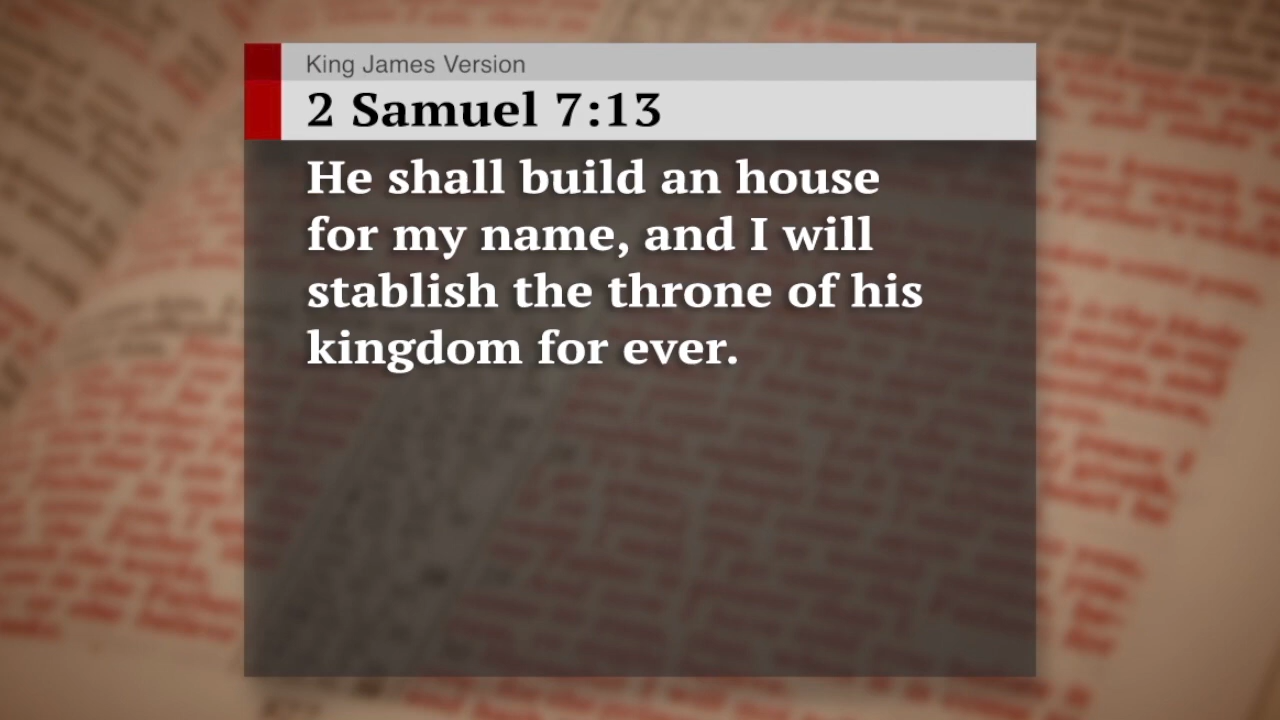 King James Version
2 Samuel 7:13
He shall build an house
for my name, and I will
stablish the throne of his
kingdom for ever.